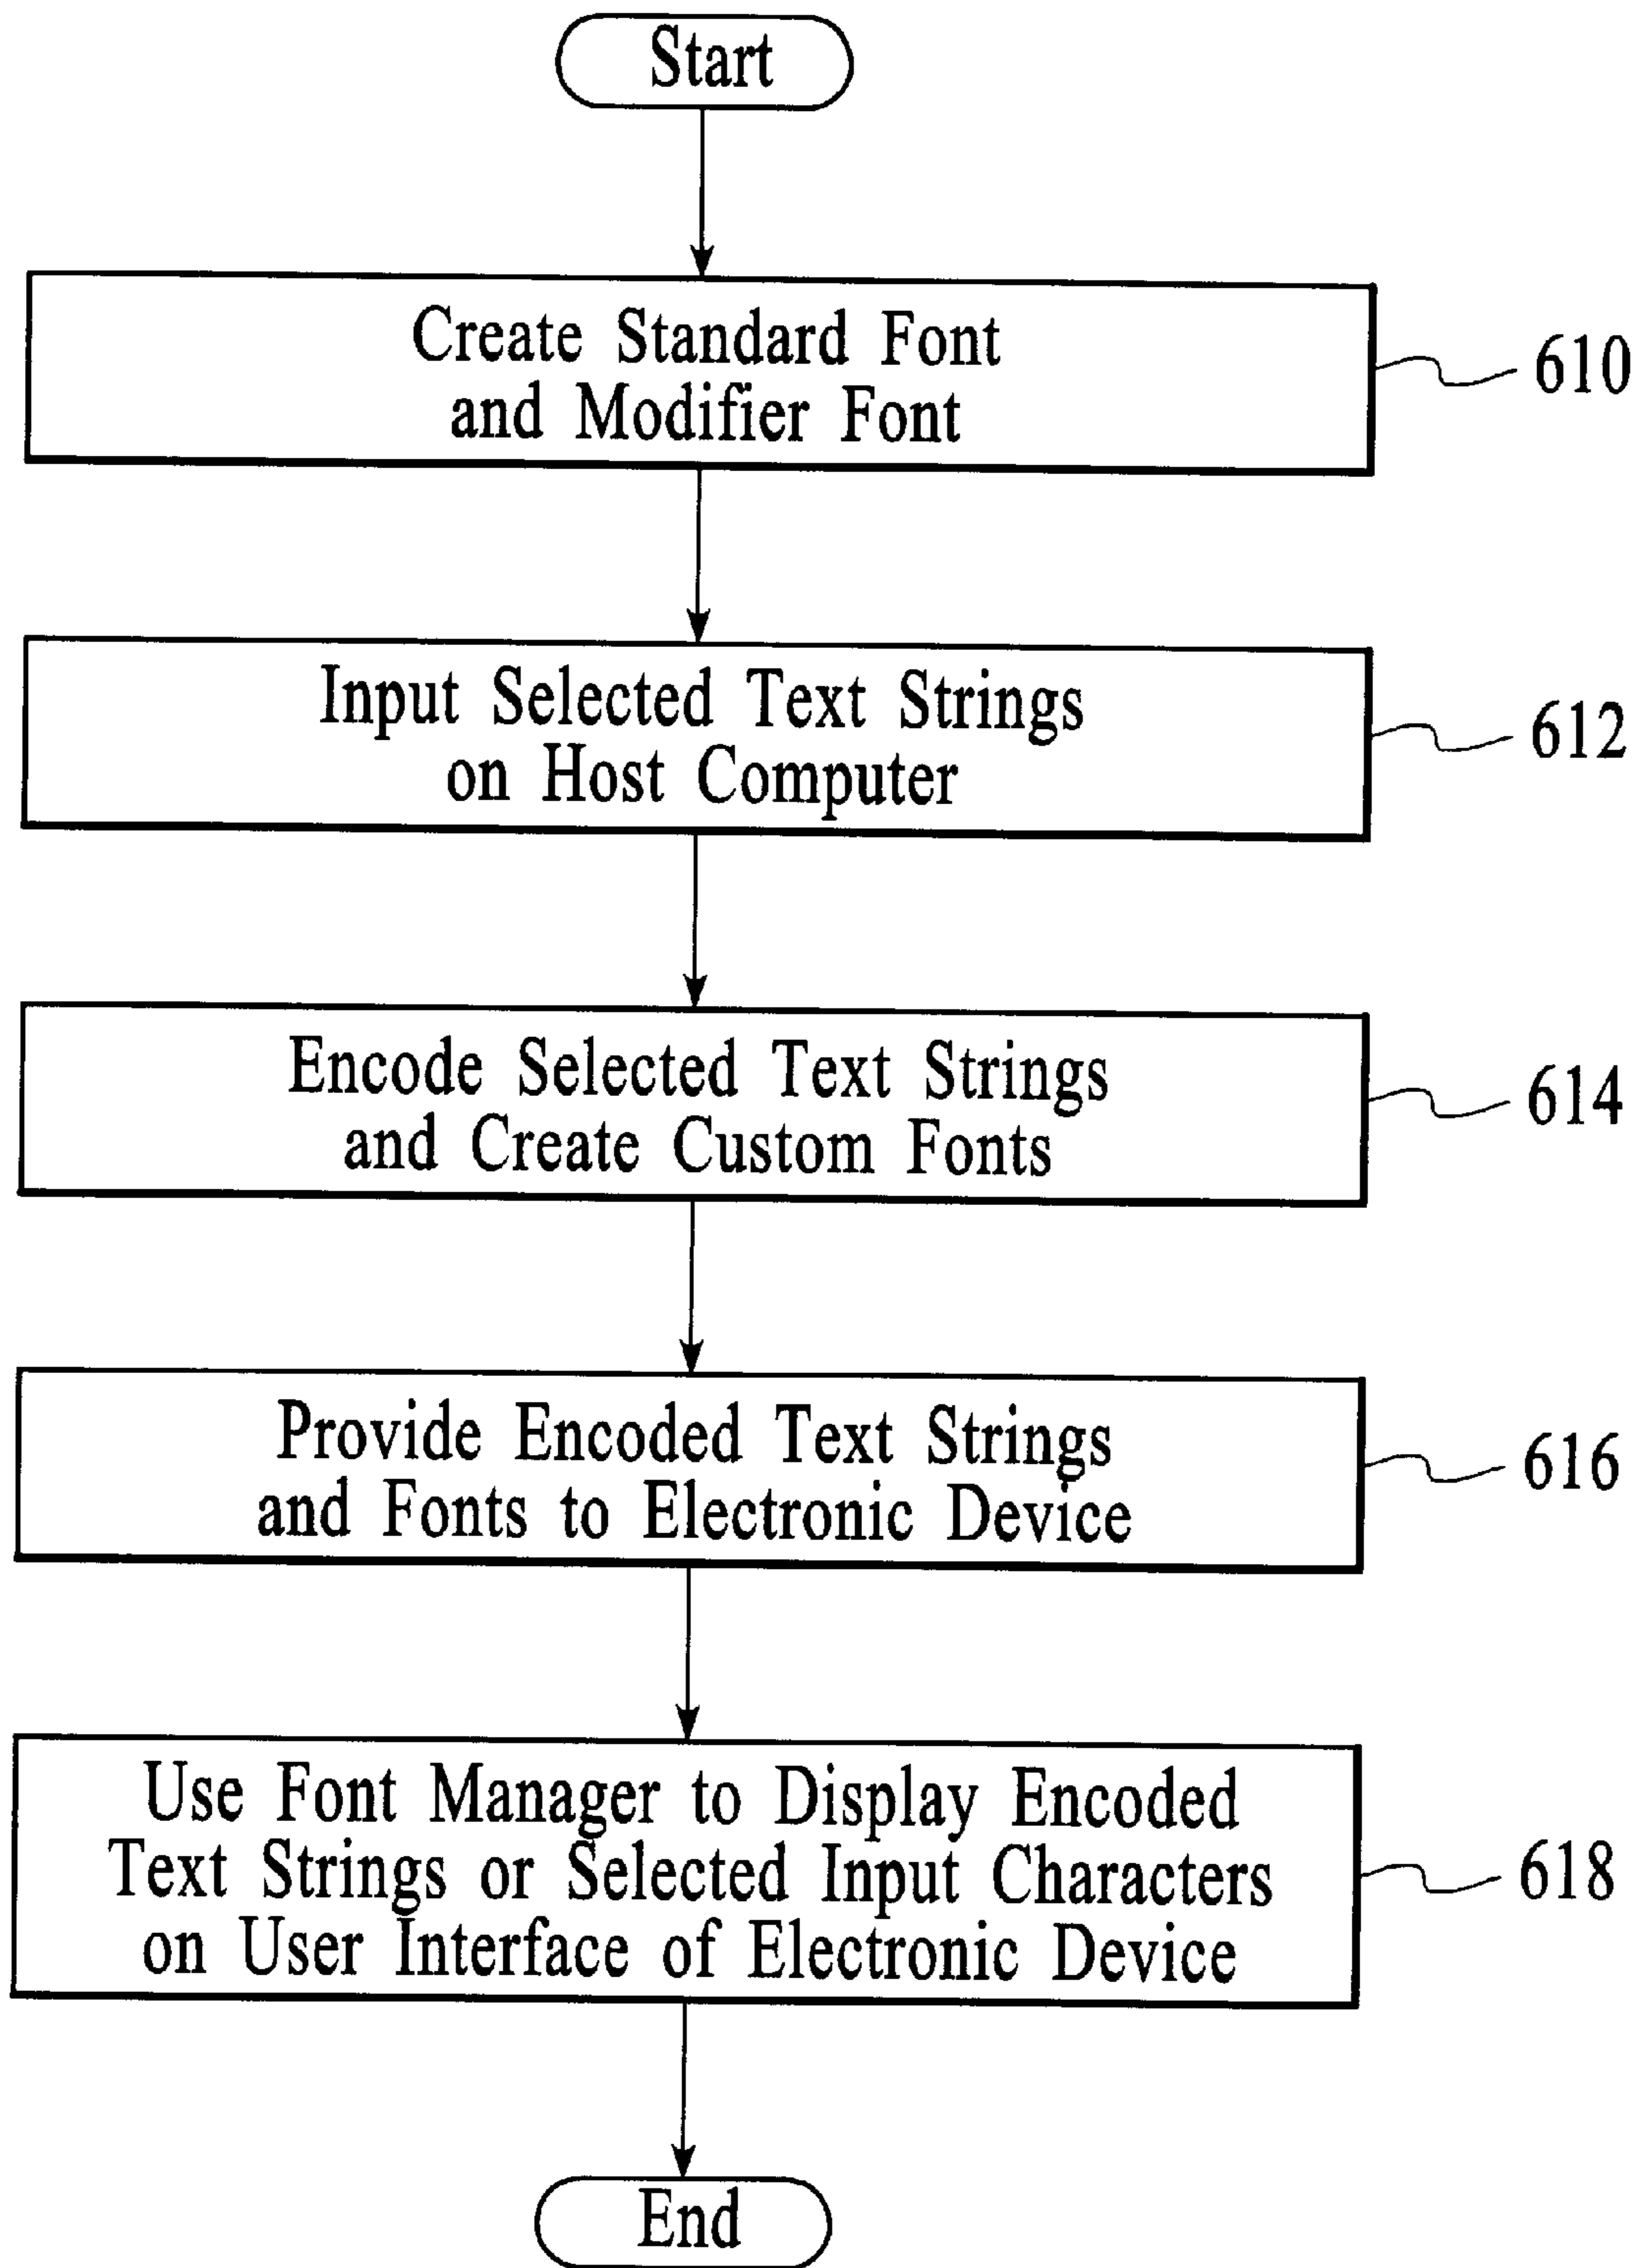 Start
Create Standard Font
and Modifier Font
610
Input Selected Text Strings
on Host Computer
612
Encode Selected Text Strings
and Create Custom Fonts
614
Provide Encoded Text Strings
and Fonts to Electronic Device
616
Use Font Manager to Display Encoded
Text Strings or Selected Input Characters
on User Interface of Electronic Device
618
End